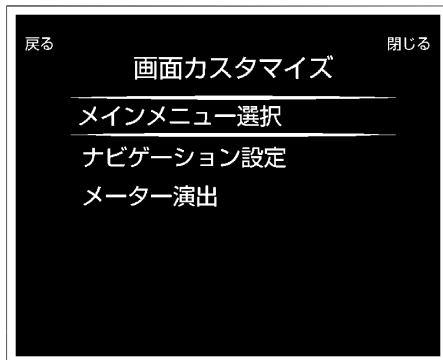 戻る
閉じる
画面カスタマイズ
メインメニュー選択
ナビゲーション設定
メーター演出